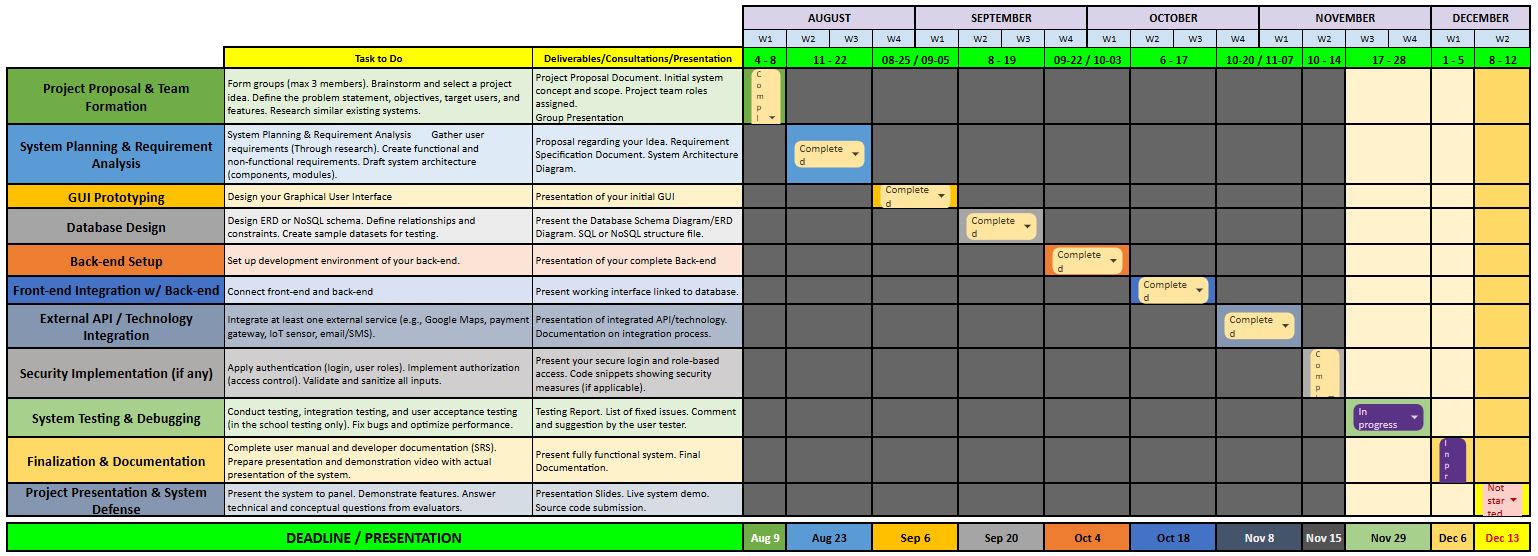 AUGUST SEPTEMBER OCTOBER NOVEMBER DECEMBER
W1 W2 W3 W4 W1 W2 W3 W4 W1 W2 W3 W4 W1 W2 W3 W4 W1 W2
Task to Do Deliverables/Consultations/Presentation 4 - 8 11 - 22 08-25 / 09-05 8 - 19 09-22 / 10-03 6 - 17 10-20 / 11-07 10 - 14 17 - 28 1 - 5 8 - 12
Project Proposal & Team
Formation
Form groups (max 3 members). Brainstorm and select a project
idea. Define the problem statement, objectives, target users, and
features. Research similar existing systems.
Project Proposal Document. Initial system
concept and scope. Project team roles
assigned.
Group Presentation
C
o
m
p
l
System Planning & Requirement
Analysis
System Planning & Requirement Analysis Gather user
requirements (Through research). Create functional and
non-functional requirements. Draft system architecture
(components, modules).
Proposal regarding your Idea. Requirement
Specification Document. System Architecture
Diagram.
Complete
d
GUI Prototyping
Design your Graphical User Interface
Presentation of your initial GUI
Complete
d
Database Design
Design ERD or NoSQL schema. Define relationships and
constraints. Create sample datasets for testing.
Present the Database Schema Diagram/ERD
Diagram. SQL or NoSQL structure file.
Complete
d
Back-end Setup
Set up development environment of your back-end.
Presentation of your complete Back-end
Complete
d
Front-end Integration w/ Back-end
Connect front-end and back-end
Present working interface linked to database.
Complete
d
External API / Technology
Integration
Integrate at least one external service (e.g., Google Maps, payment
gateway, IoT sensor, email/SMS).
Presentation of integrated API/technology.
Documentation on integration process.
Complete
d
Security Implementation (if any)
Apply authentication (login, user roles). Implement authorization
(access control). Validate and sanitize all inputs.
Present your secure login and role-based
access. Code snippets showing security
measures (if applicable).
C
o
m
p
System Testing & Debugging
Conduct testing, integration testing, and user acceptance testing
(in the school testing only). Fix bugs and optimize performance.
Testing Report. List of fixed issues. Comment
and suggestion by the user tester.
In
progress
Finalization & Documentation
Complete user manual and developer documentation (SRS).
Prepare presentation and demonstration video with actual
presentation of the system.
Present fully functional system. Final
Documentation.
I
n
p
r
Project Presentation & System
Defense
Present the system to panel. Demonstrate features. Answer
technical and conceptual questions from evaluators.
Presentation Slides. Live system demo.
Source code submission.
Not
star
ted
DEADLINE / PRESENTATION Aug 9 Aug 23 Sep 6 Sep 20 Oct 4 Oct 18 Nov 8 Nov 15 Nov 29 Dec 6 Dec 13